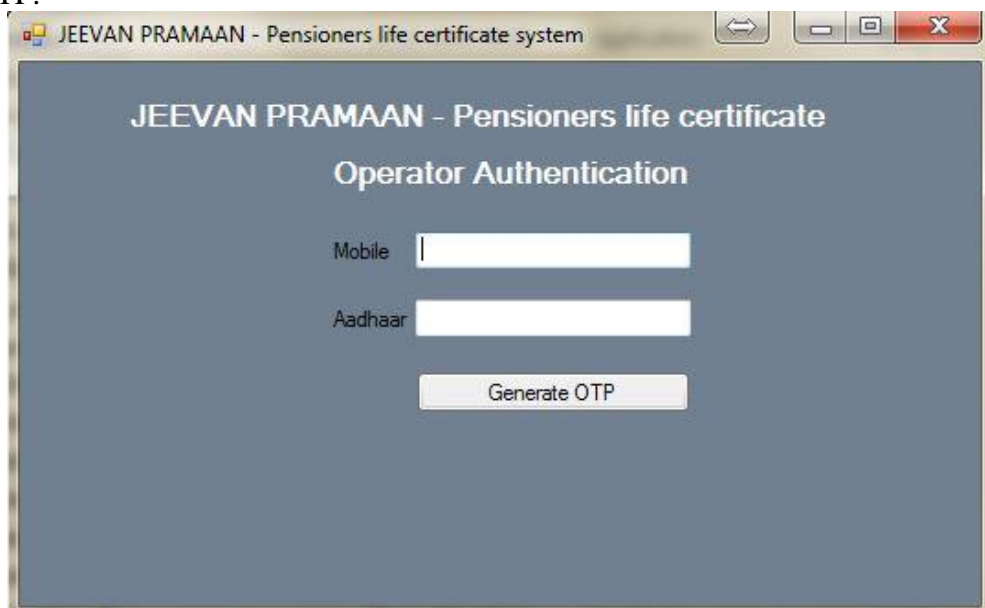 JEEVAN PRAMAAN - Pensioners life certificate system
JEEVAN PRAMAAN - Pensioners life certificate
Operator Authentication
Mobile
Aadhaar
Generate OTP